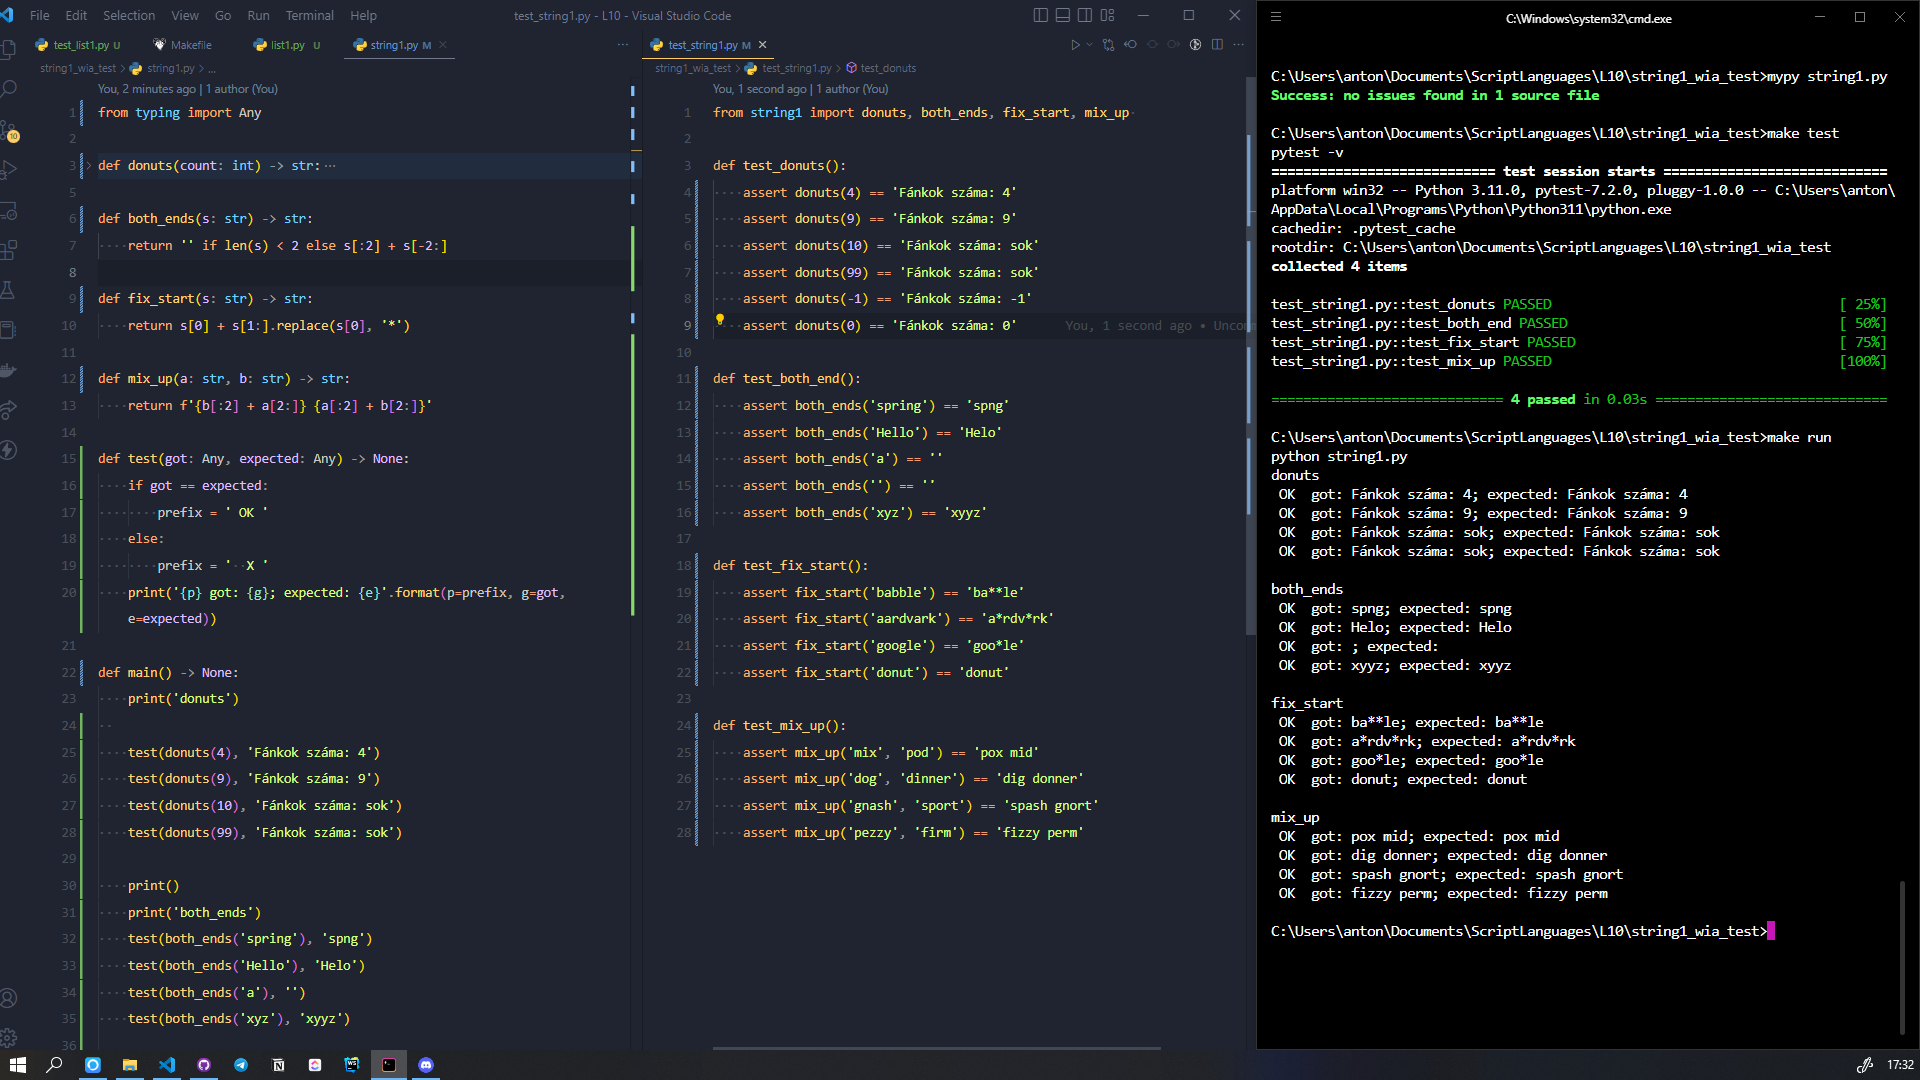 File Edit Selection View Go Run Terminal Help
test_string1.py - L10 - Visual Studio Code
test_list1.py U Makefile list1.py U string1.py M
string1_wia_test > string1.py > ...
You, 2 minutes ago | 1 author (You)
1 from typing import Any
2
3 def donuts(count: int) -> str: ···
5
6 def both_ends(s: str) -> str:
7 ····return '' if len(s) < 2 else s[:2] + s[-2:]
8
9 def fix_start(s: str) -> str:
10 ····return s[0] + s[1:].replace(s[0], '*')
11
12 def mix_up(a: str, b: str) -> str:
13 ····return f'{b[:2] + a[2:]} {a[:2] + b[2:]}'
14
15 def test(got: Any, expected: Any) -> None:
16 ····if got == expected:
17 ········prefix = ' OK '
18 ····else:
19 ········prefix = '··X '
20 ····print('{p} got: {g}; expected: {e}'.format(p=prefix, g=got,
····e=expected))
21
22 def main() -> None:
23 ····print('donuts')
24 ··
25 ····test(donuts(4), 'Fánkok száma: 4')
26 ····test(donuts(9), 'Fánkok száma: 9')
27 ····test(donuts(10), 'Fánkok száma: sok')
28 ····test(donuts(99), 'Fánkok száma: sok')
29
30 ····print()
31 ····print('both_ends')
32 ····test(both_ends('spring'), 'spng')
33 ····test(both_ends('Hello'), 'Helo')
34 ····test(both_ends('a'), '')
35 ····test(both_ends('xyz'), 'xyyz')
36
test_string1.py M
string1_wia_test > test_string1.py > test_donuts
You, 1 second ago | 1 author (You)
1 from string1 import donuts, both_ends, fix_start, mix_up
2
3 def test_donuts():
4 ····assert donuts(4) == 'Fánkok száma: 4'
5 ····assert donuts(9) == 'Fánkok száma: 9'
6 ····assert donuts(10) == 'Fánkok száma: sok'
7 ····assert donuts(99) == 'Fánkok száma: sok'
8 ····assert donuts(-1) == 'Fánkok száma: -1'
9 ····assert donuts(0) == 'Fánkok száma: 0' You, 1 second ago • Uncom
10
11 def test_both_end():
12 ····assert both_ends('spring') == 'spng'
13 ····assert both_ends('Hello') == 'Helo'
14 ····assert both_ends('a') == ''
15 ····assert both_ends('') == ''
16 ····assert both_ends('xyz') == 'xyyz'
17
18 def test_fix_start():
19 ····assert fix_start('babble') == 'ba**le'
20 ····assert fix_start('aardvark') == 'a*rdv*rk'
21 ····assert fix_start('google') == 'goo*le'
22 ····assert fix_start('donut') == 'donut'
23
24 def test_mix_up():
25 ····assert mix_up('mix', 'pod') == 'pox mid'
26 ····assert mix_up('dog', 'dinner') == 'dig donner'
27 ····assert mix_up('gnash', 'sport') == 'spash gnort'
28 ····assert mix_up('pezzy', 'firm') == 'fizzy perm'
C:\Windows\system32\cmd.exe
C:\Users\anton\Documents\ScriptLanguages\L10\string1_wia_test>mypy string1.py
Success: no issues found in 1 source file
C:\Users\anton\Documents\ScriptLanguages\L10\string1_wia_test>make test
pytest -v
============================ test session starts ============================
platform win32 -- Python 3.11.0, pytest-7.2.0, pluggy-1.0.0 -- C:\Users\anton\
AppData\Local\Programs\Python\Python311\python.exe
cachedir: .pytest_cache
rootdir: C:\Users\anton\Documents\ScriptLanguages\L10\string1_wia_test
collected 4 items
test_string1.py::test_donuts PASSED [ 25%]
test_string1.py::test_both_end PASSED [ 50%]
test_string1.py::test_fix_start PASSED [ 75%]
test_string1.py::test_mix_up PASSED [100%]
============================= 4 passed in 0.03s =============================
C:\Users\anton\Documents\ScriptLanguages\L10\string1_wia_test>make run
python string1.py
donuts
OK got: Fánkok száma: 4; expected: Fánkok száma: 4
OK got: Fánkok száma: 9; expected: Fánkok száma: 9
OK got: Fánkok száma: sok; expected: Fánkok száma: sok
OK got: Fánkok száma: sok; expected: Fánkok száma: sok
both_ends
OK got: spng; expected: spng
OK got: Helo; expected: Helo
OK got: ; expected:
OK got: xyyz; expected: xyyz
fix_start
OK got: ba**le; expected: ba**le
OK got: a*rdv*rk; expected: a*rdv*rk
OK got: goo*le; expected: goo*le
OK got: donut; expected: donut
mix_up
OK got: pox mid; expected: pox mid
OK got: dig donner; expected: dig donner
OK got: spash gnort; expected: spash gnort
OK got: fizzy perm; expected: fizzy perm
C:\Users\anton\Documents\ScriptLanguages\L10\string1_wia_test>
10
17:32